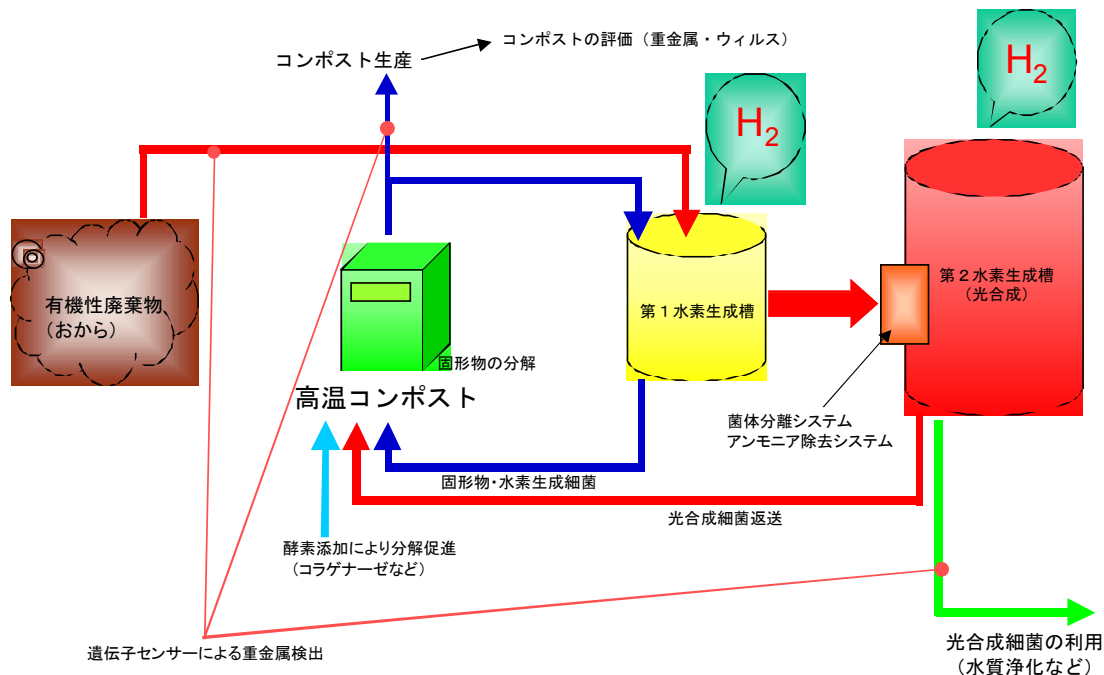 コンポストの評価（重金属・ウィルス）
コンポスト生産
H2
H2
有機性廃棄物
（おから）
固形物の分解
高温コンポスト
第１水素生成槽
第２水素生成槽
（光合成）
菌体分離システム
アンモニア除去システム
固形物・水素生成細菌
光合成細菌返送
酵素添加により分解促進
（コラゲナーゼなど）
遺伝子センサーによる重金属検出
光合成細菌の利用
（水質浄化など）